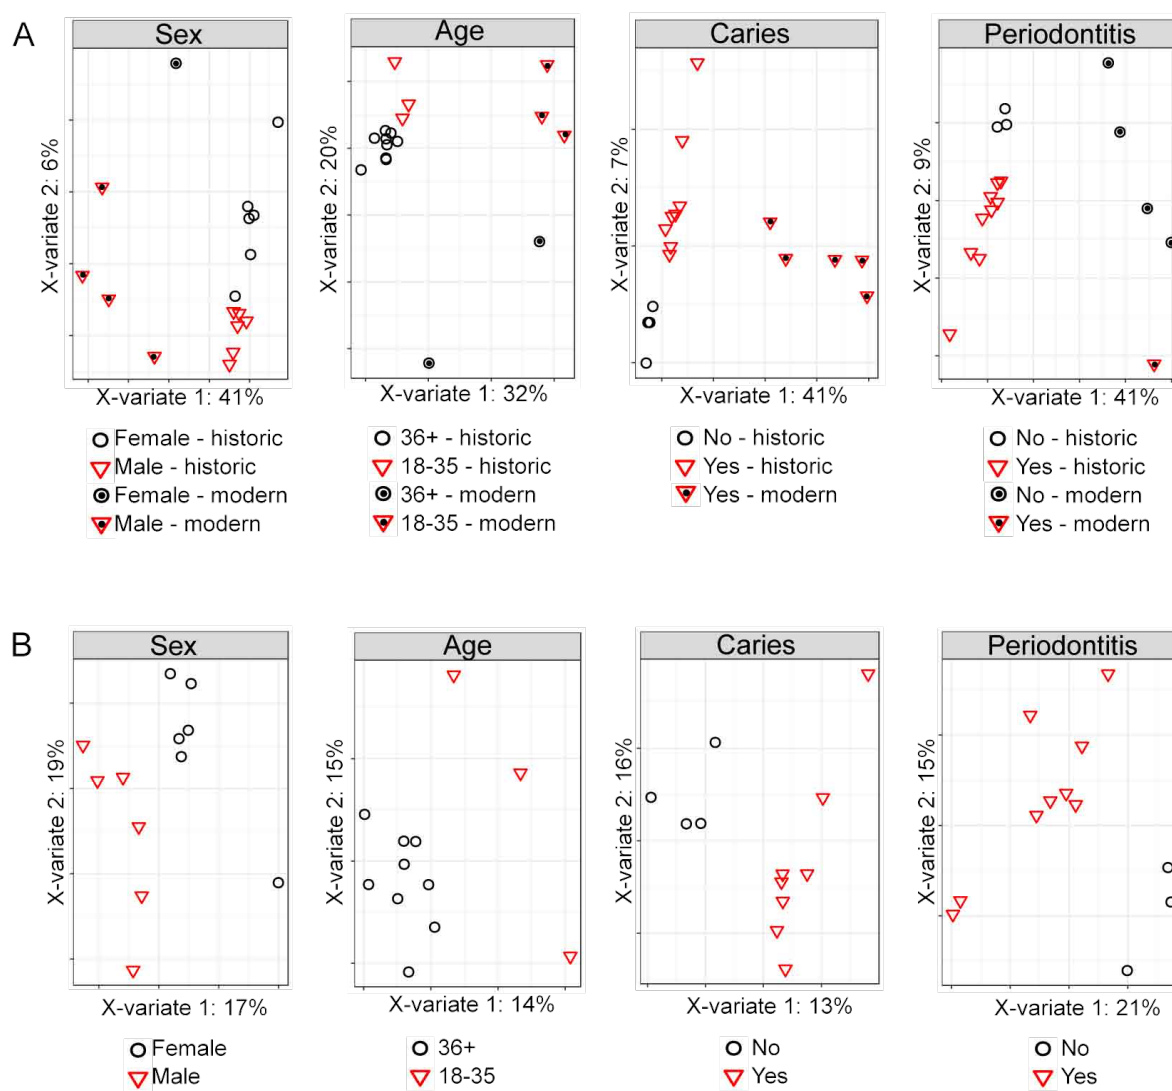 A
Sex
Age
Caries
Periodontitis
X-variate 2: 6%
X-variate 2: 20%
X-variate 2: 7%
X-variate 2: 9%
X-variate 1: 41%
X-variate 1: 32%
X-variate 1: 41%
X-variate 1: 41%
Female - historic
Male - historic
Female - modern
Male - modern
36+ - historic
18-35 - historic
36+ - modern
18-35 - modern
No - historic
Yes - historic
Yes - modern
No - historic
Yes - historic
No - modern
Yes - modern
B
Sex
Age
Caries
Periodontitis
X-variate 2: 19%
X-variate 2: 15%
X-variate 2: 16%
X-variate 2: 15%
X-variate 1: 17%
X-variate 1: 14%
X-variate 1: 13%
X-variate 1: 21%
Female
Male
36+
18-35
No
Yes
No
Yes